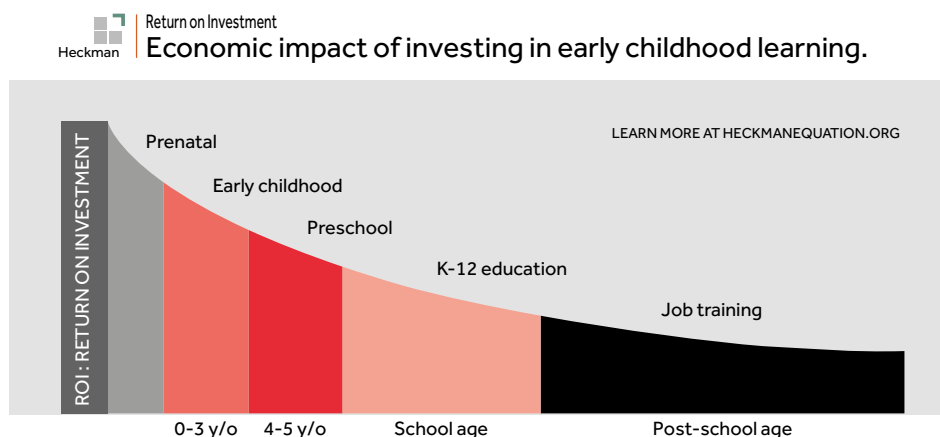 Heckman
Return on Investment
Economic impact of investing in early childhood learning.
LEARN MORE AT HECKMANEQUATION.ORG
ROI : RETURN ON INVESTMENT
Prenatal
Early childhood
Preschool
K-12 education
Job training
0-3 y/o
4-5 y/o
School age
Post-school age